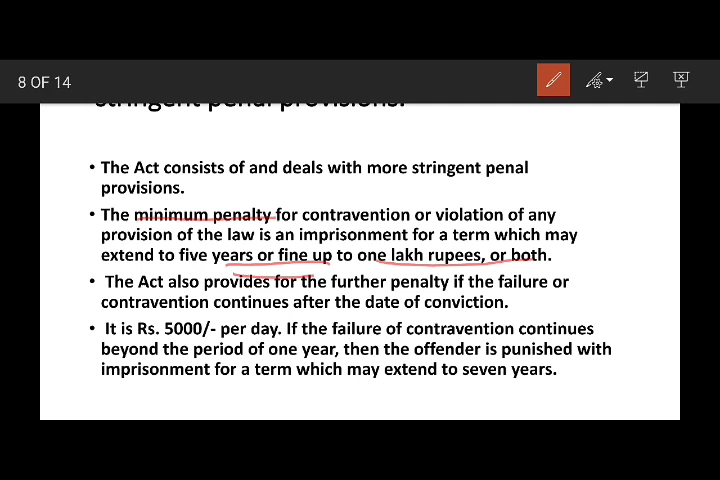 8 OF 14
stringent penal provisions.
• The Act consists of and deals with more stringent penal
provisions.
• The minimum penalty for contravention or violation of any
provision of the law is an imprisonment for a term which may
extend to five years or fine up to one lakh rupees, or both.
• The Act also provides for the further penalty if the failure or
contravention continues after the date of conviction.
• It is Rs. 5000/- per day. If the failure of contravention continues
beyond the period of one year, then the offender is punished with
imprisonment for a term which may extend to seven years.